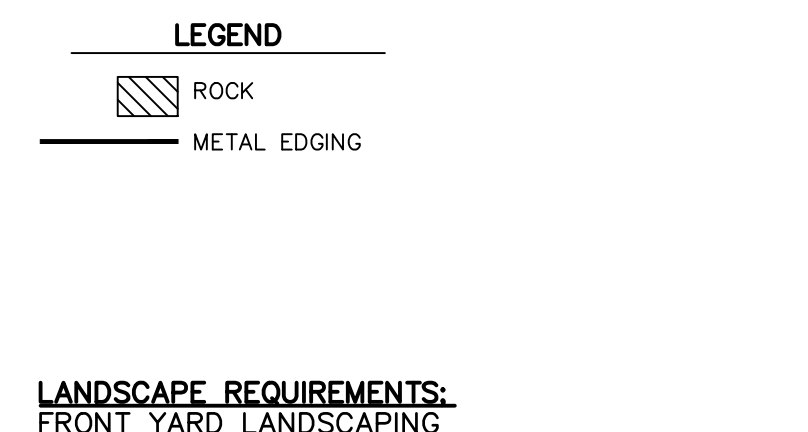 LEGEND
ROCK
METAL EDGING
LANDSCAPE REQUIREMENTS:
FRONT YARD LANDSCAPING